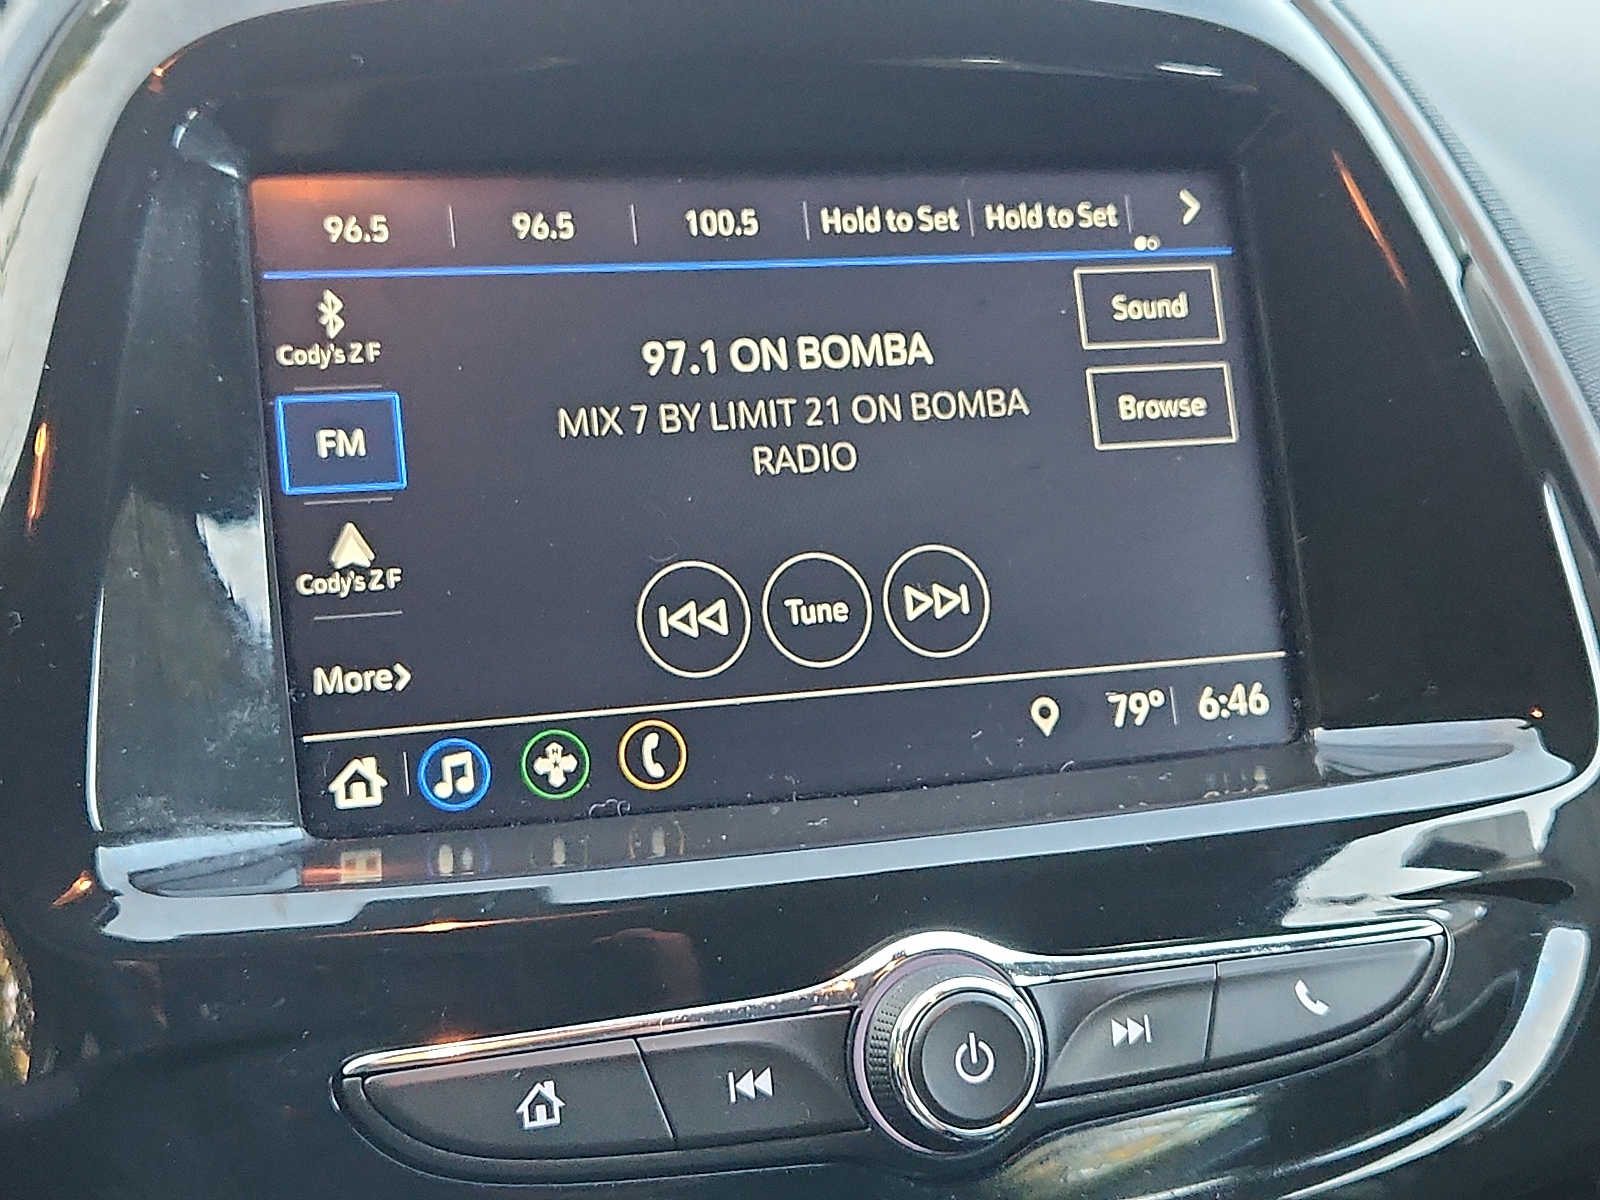 96.5 96.5 100.5 Hold to Set Hold to Set
Cody's Z F
FM
Cody's Z F
More>
97.1 ON BOMBA
MIX 7 BY LIMIT 21 ON BOMBA
RADIO
Sound
Browse
Tune
79° 6:46